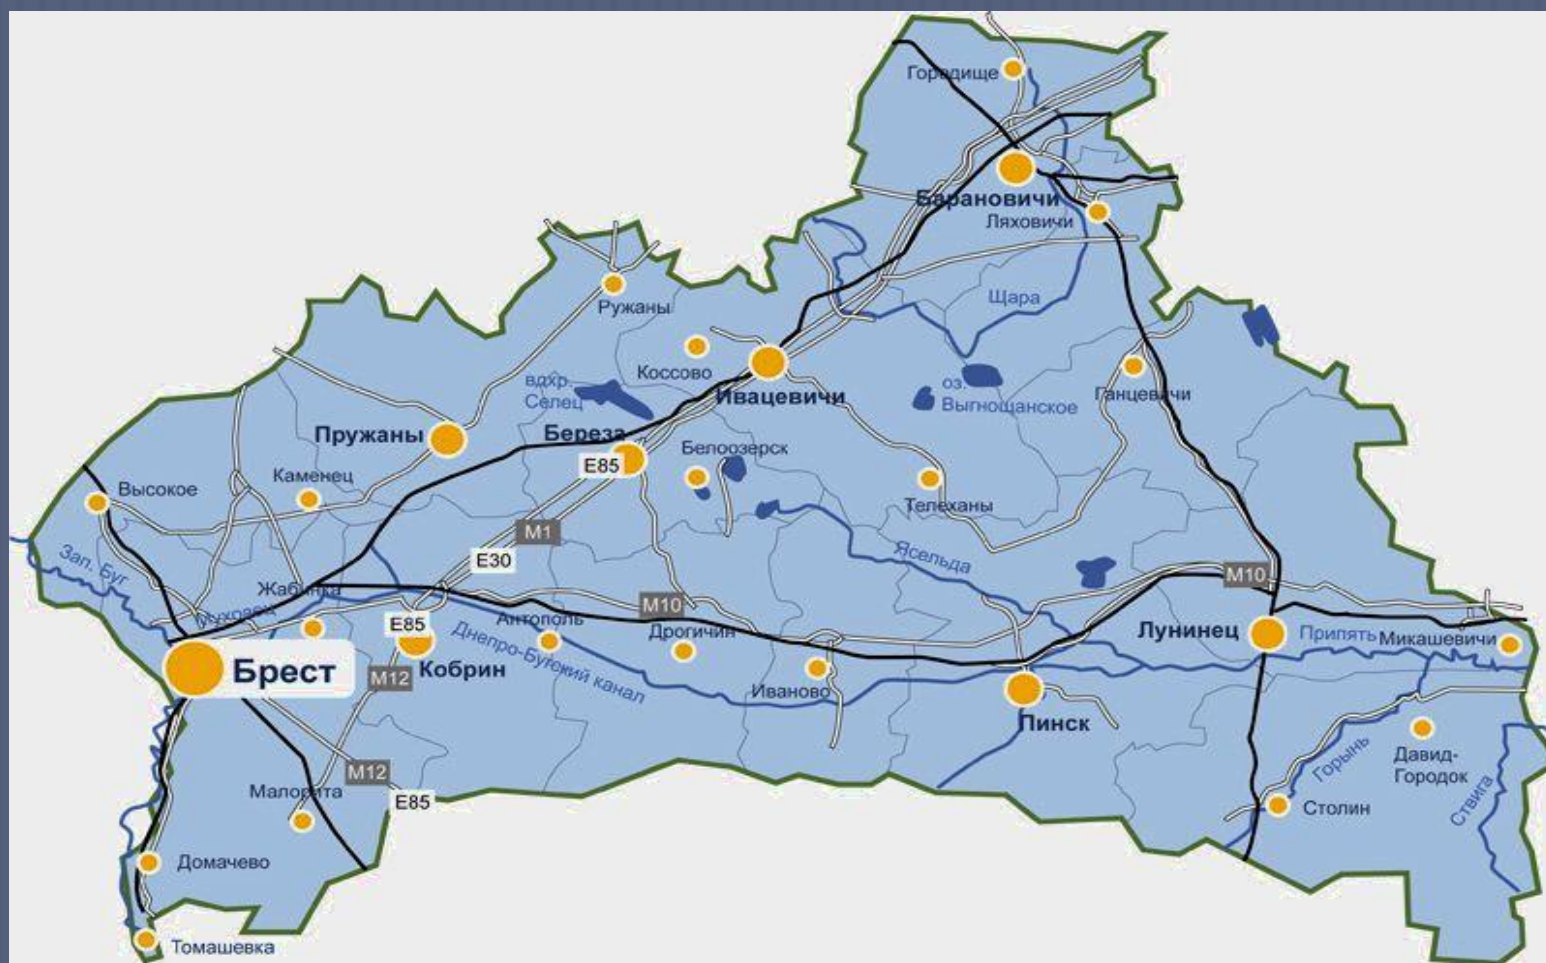 Городище
Барановичи
Ляховичи
Ружаны
Щара
Коссово
вдхр.
Селец
Ивацевичи
оз.
Выгнощанское
Ганцевичи
Пружаны
Береза
E85
Белоозерск
Каменец
Высокое
Телеханы
M1
E30
Ясельда
Зап. Буг
Жабинка
Муховец
M10
M10
E85
Антополь
Дрогичин
Лунинец
Припять
Микашевичи
Брест
M12
Кобрин
Днепро-Бугский канал
Иваново
Пинск
Горынь
Давид-
Городок
M12
Малорита
E85
Столин
Ствига
Домачево
Томашевка